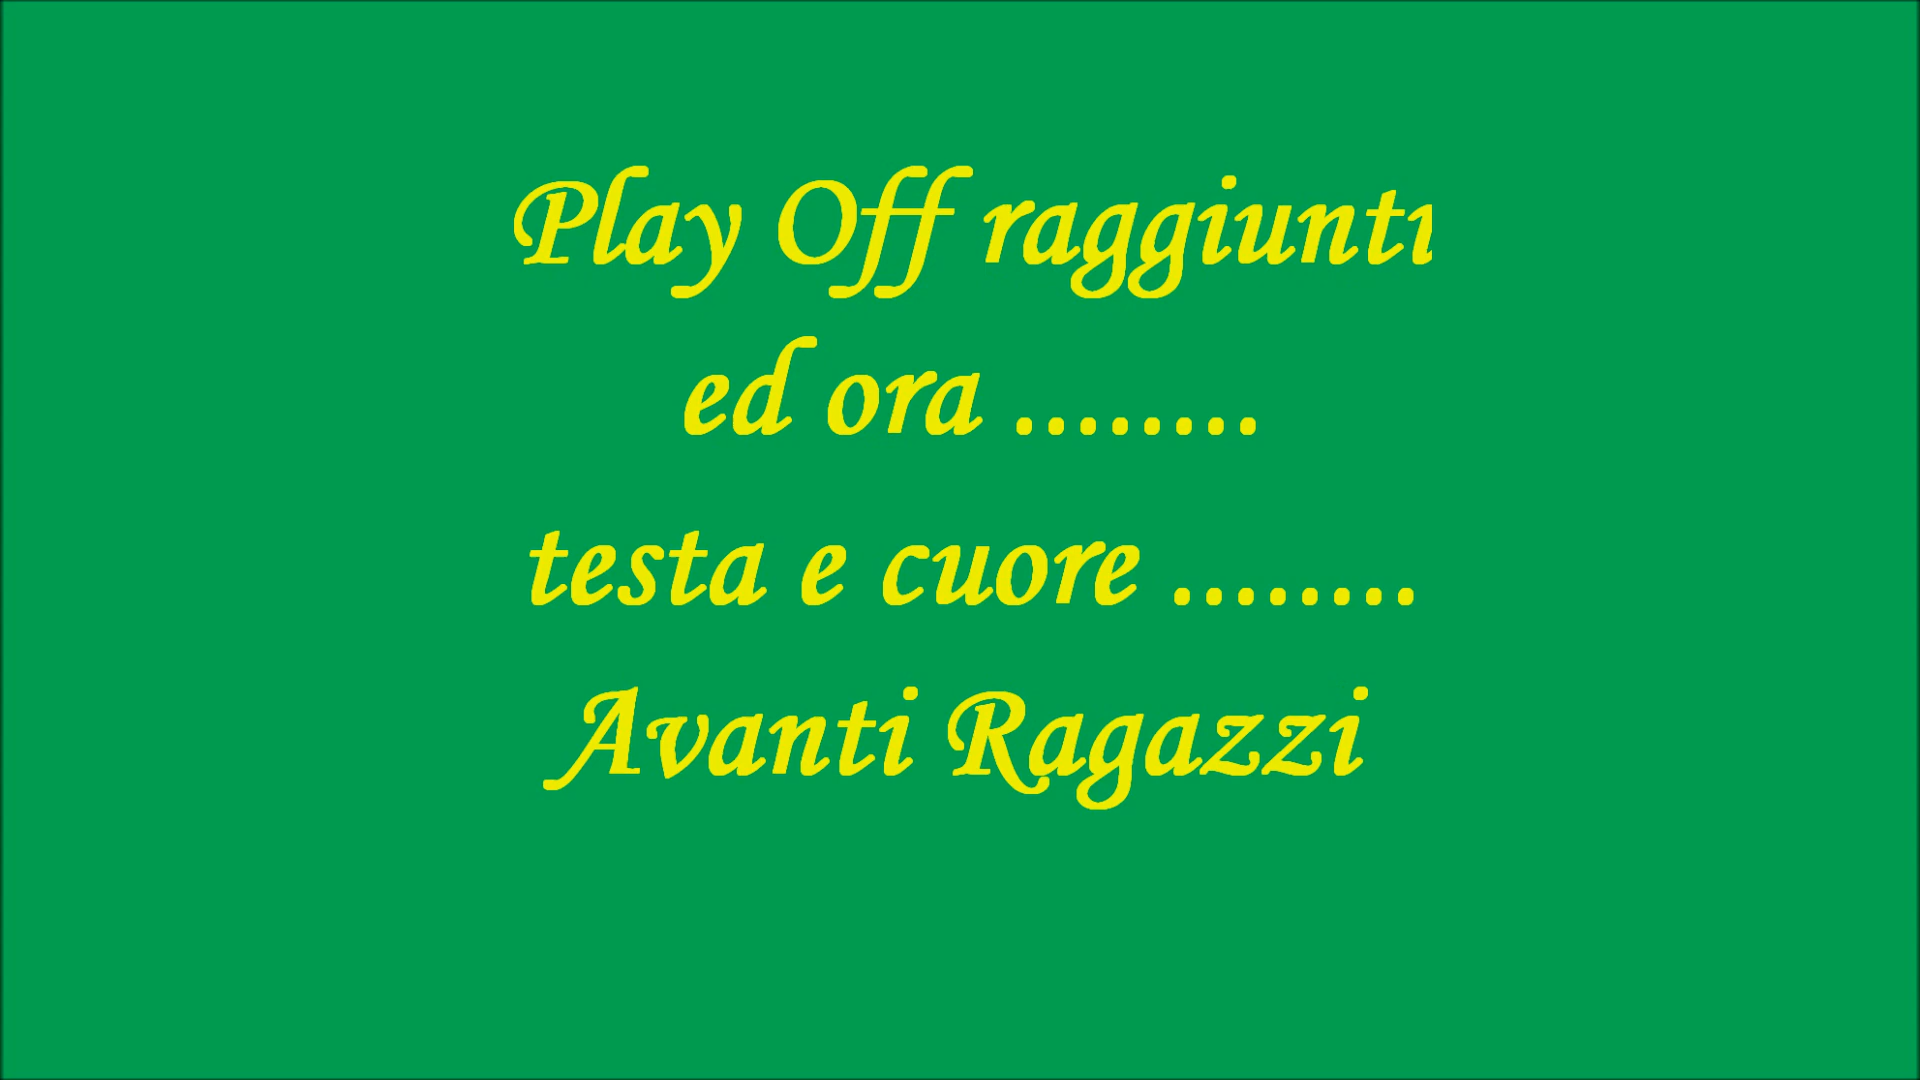 Play Off raggiunti
ed ora ........
testa e cuore ........
Avanti Ragazzi